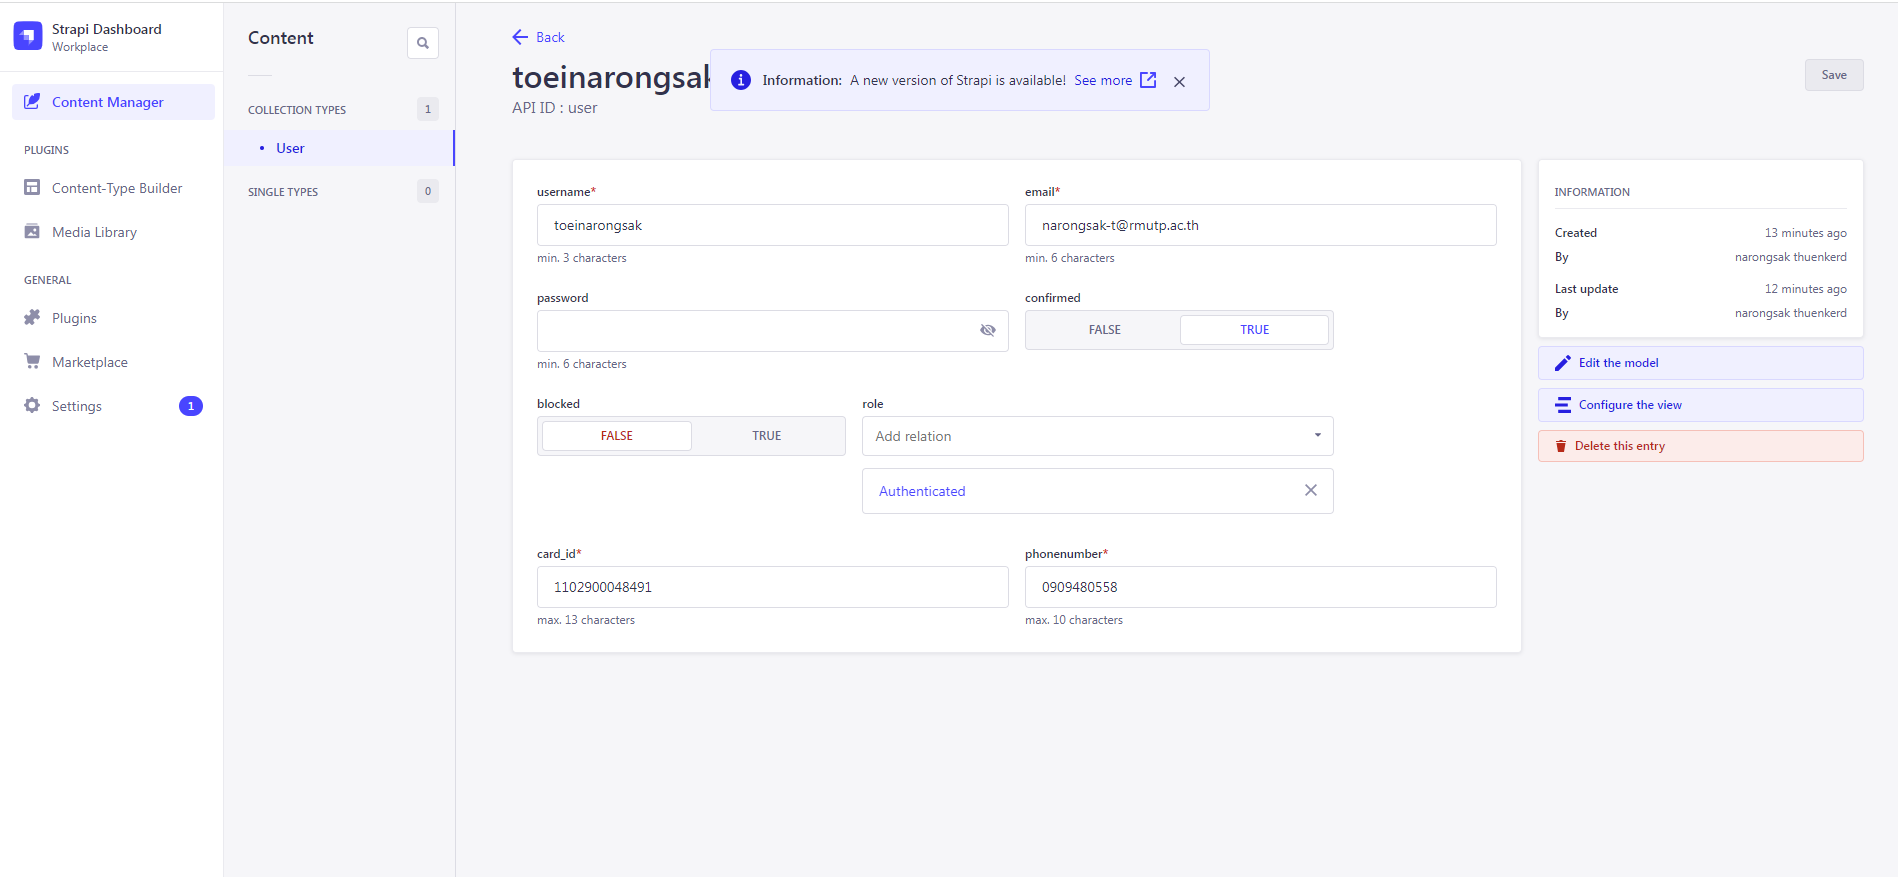 Strapi Dashboard
Workplace
Content Manager
PLUGINS
Content-Type Builder
Media Library
GENERAL
Plugins
Marketplace
Settings
1
Content
COLLECTION TYPES
1
User
SINGLE TYPES
0
Back
toeinarongsak
API ID : user
Information: A new version of Strapi is available! See more
Save
username*
toeinarongsak
min. 3 characters
email*
narongsak-t@rmutp.ac.th
min. 6 characters
password
min. 6 characters
confirmed
FALSE TRUE
blocked
FALSE TRUE
role
Add relation
Authenticated
card_id*
1102900048491
max. 13 characters
phonenumber*
0909480558
max. 10 characters
INFORMATION
Created 13 minutes ago
By narongsak thuenkerd
Last update 12 minutes ago
By narongsak thuenkerd
Edit the model
Configure the view
Delete this entry